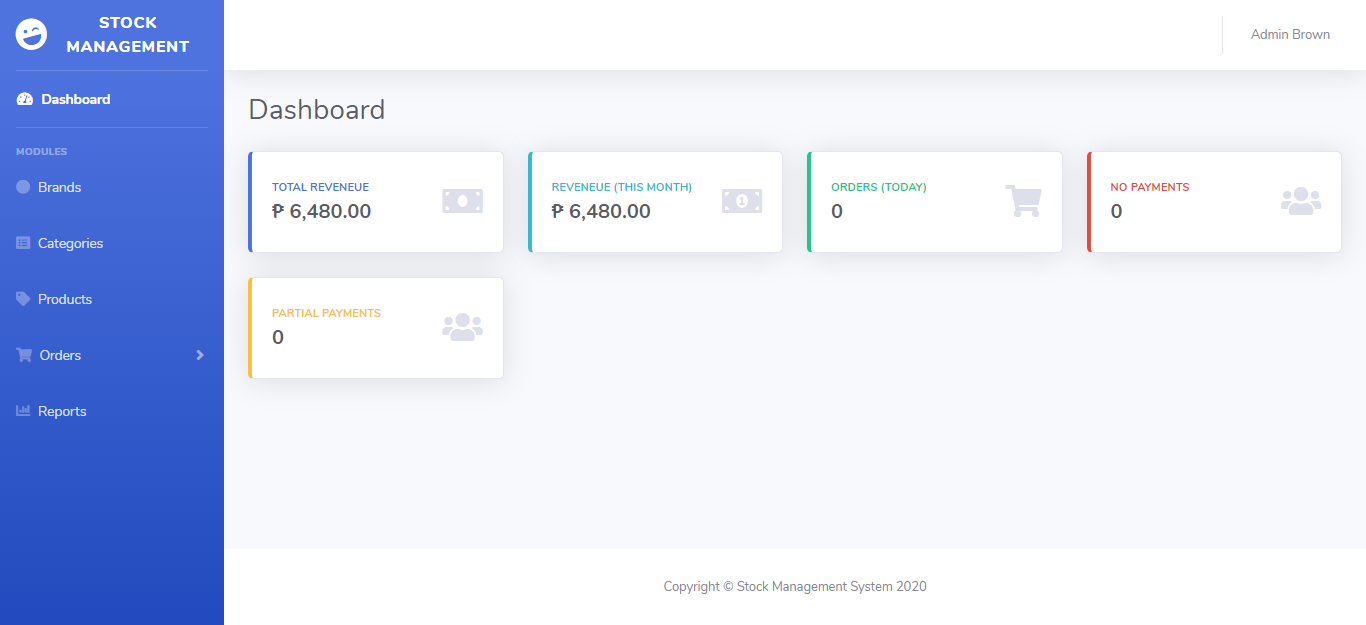 STOCK
MANAGEMENT
Admin Brown
Dashboard
MODULES
Brands
Categories
Products
Orders
Reports
Dashboard
TOTAL REVENEUE
₱ 6,480.00
REVENEUE (THIS MONTH)
₱ 6,480.00
ORDERS (TODAY)
0
NO PAYMENTS
0
PARTIAL PAYMENTS
0
Copyright © Stock Management System 2020